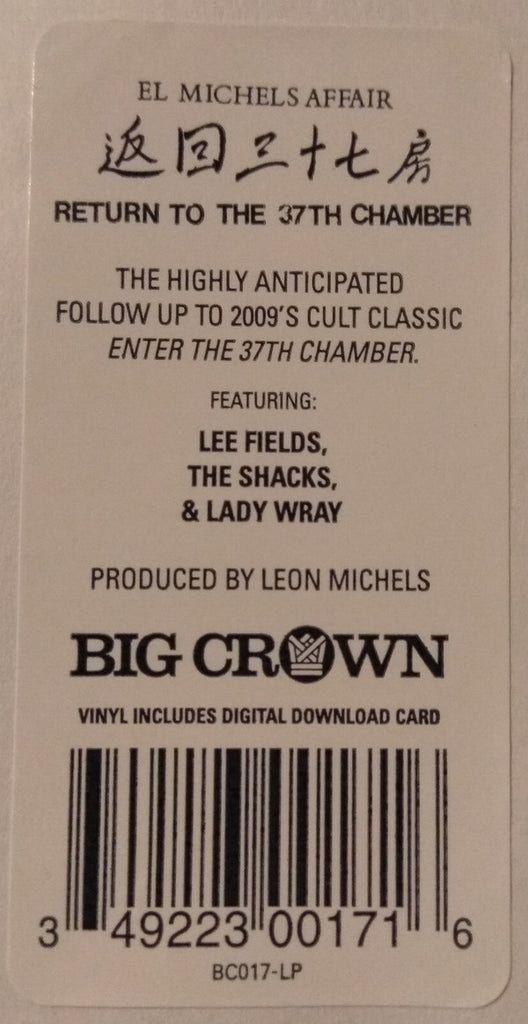 EL MICHELS AFFAIR
返回三十七房
RETURN TO THE 37TH CHAMBER
THE HIGHLY ANTICIPATED
FOLLOW UP TO 2009'S CULT CLASSIC
ENTER THE 37TH CHAMBER.
FEATURING:
LEE FIELDS,
THE SHACKS,
& LADY WRAY
PRODUCED BY LEON MICHELS
BIG CROWN
VINYL INCLUDES DIGITAL DOWNLOAD CARD
3 49223 00171 6
BC017-LP